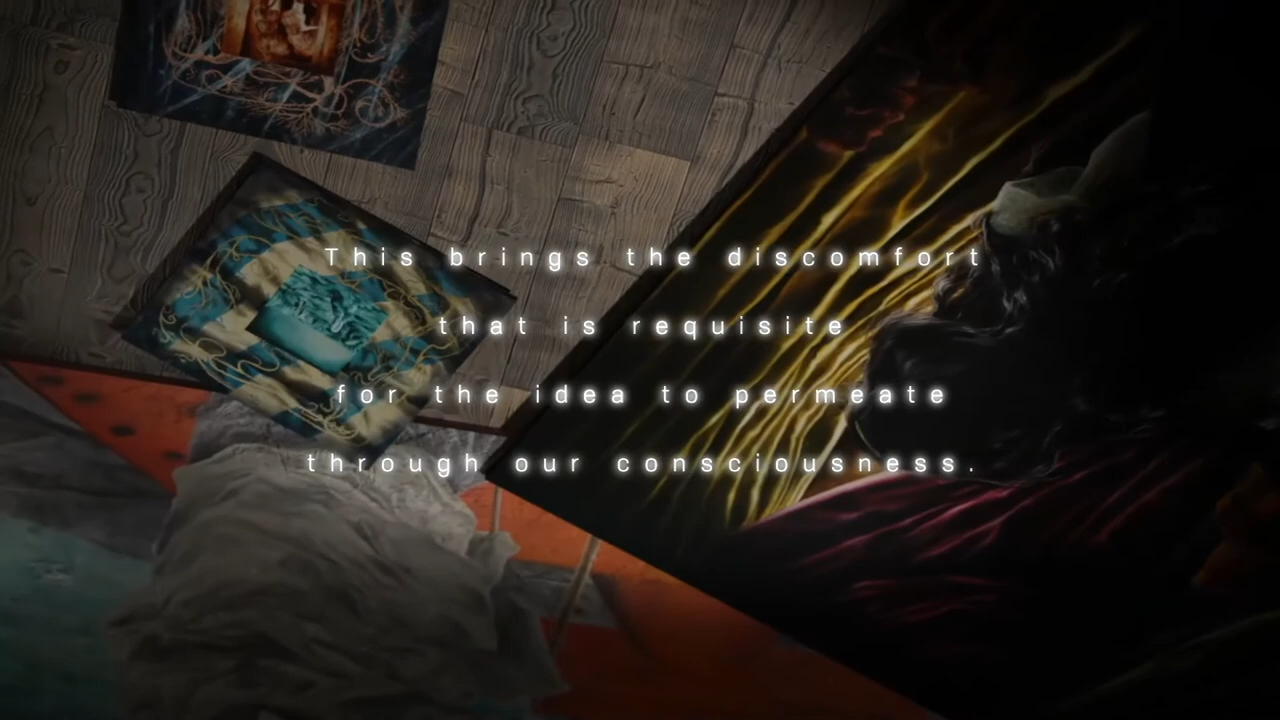 This brings the discomfort
that is requisite
for the idea to permeate
through our consciousness.